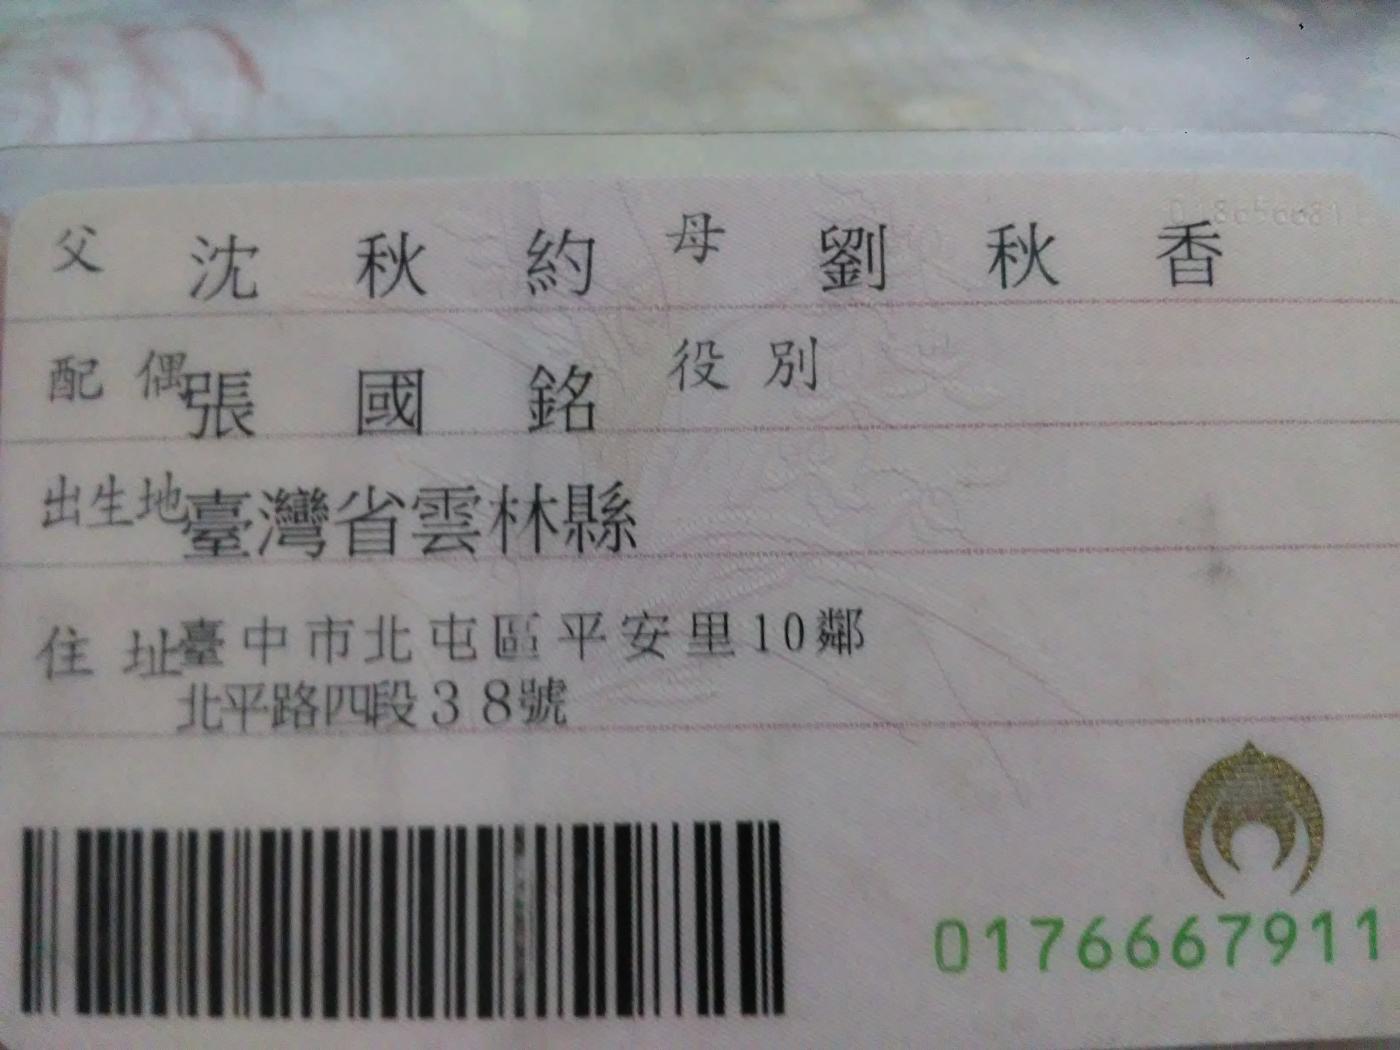 父 沈秋約 母 劉秋香
配偶 張國銘 役別
出生地 臺灣省雲林縣
住址 臺中市北屯區平安里10鄰
北平路四段38號
0176667911